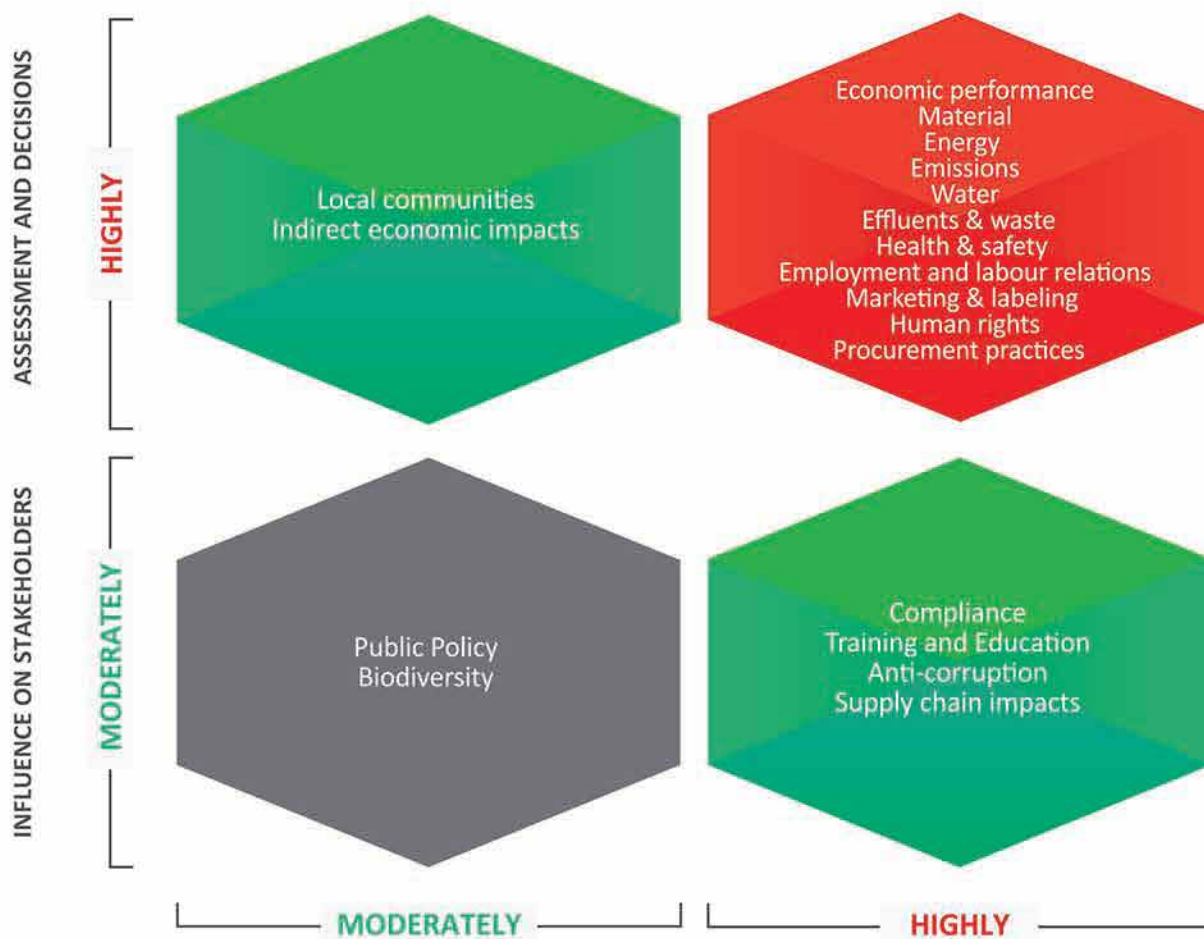 ASSESSMENT AND DECISIONS
HIGHLY
Local communities
Indirect economic impacts
Economic performance
Material
Energy
Emissions
Water
Effluents & waste
Health & safety
Employment and labour relations
Marketing & labeling
Human rights
Procurement practices
INFLUENCE ON STAKEHOLDERS
MODERATELY
Public Policy
Biodiversity
Compliance
Training and Education
Anti-corruption
Supply chain impacts
MODERATELY
HIGHLY